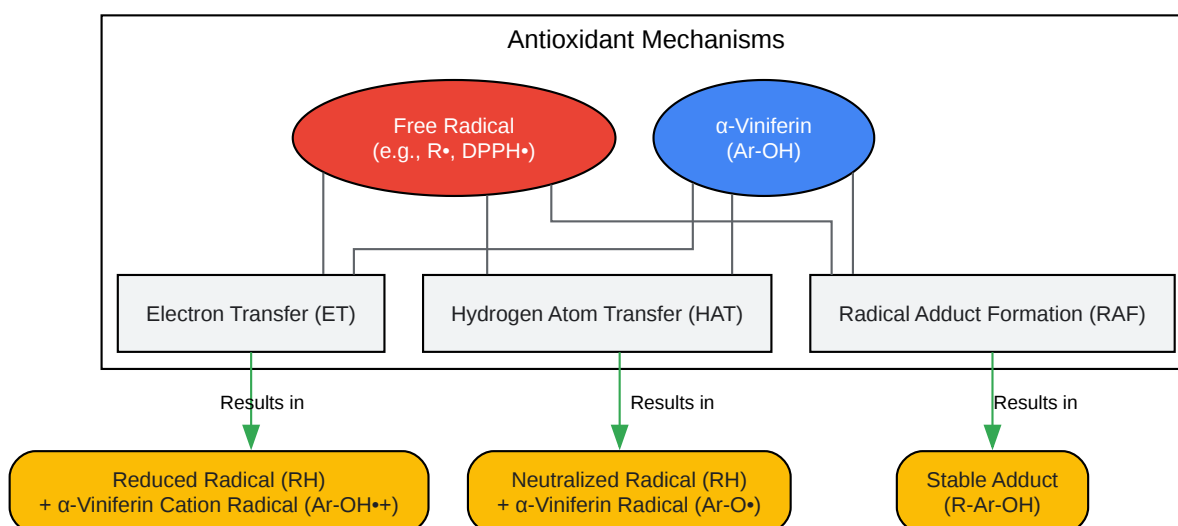 Antioxidant Mechanisms
Free Radical
(e.g., R•, DPPH•)
α-Viniferin
(Ar-OH)
Electron Transfer (ET)
Hydrogen Atom Transfer (HAT)
Radical Adduct Formation (RAF)
Results in
Results in
Results in
Reduced Radical (RH)
+ α-Viniferin Cation Radical (Ar-OH•+)
Neutralized Radical (RH)
+ α-Viniferin Radical (Ar-O•)
Stable Adduct
(R-Ar-OH)